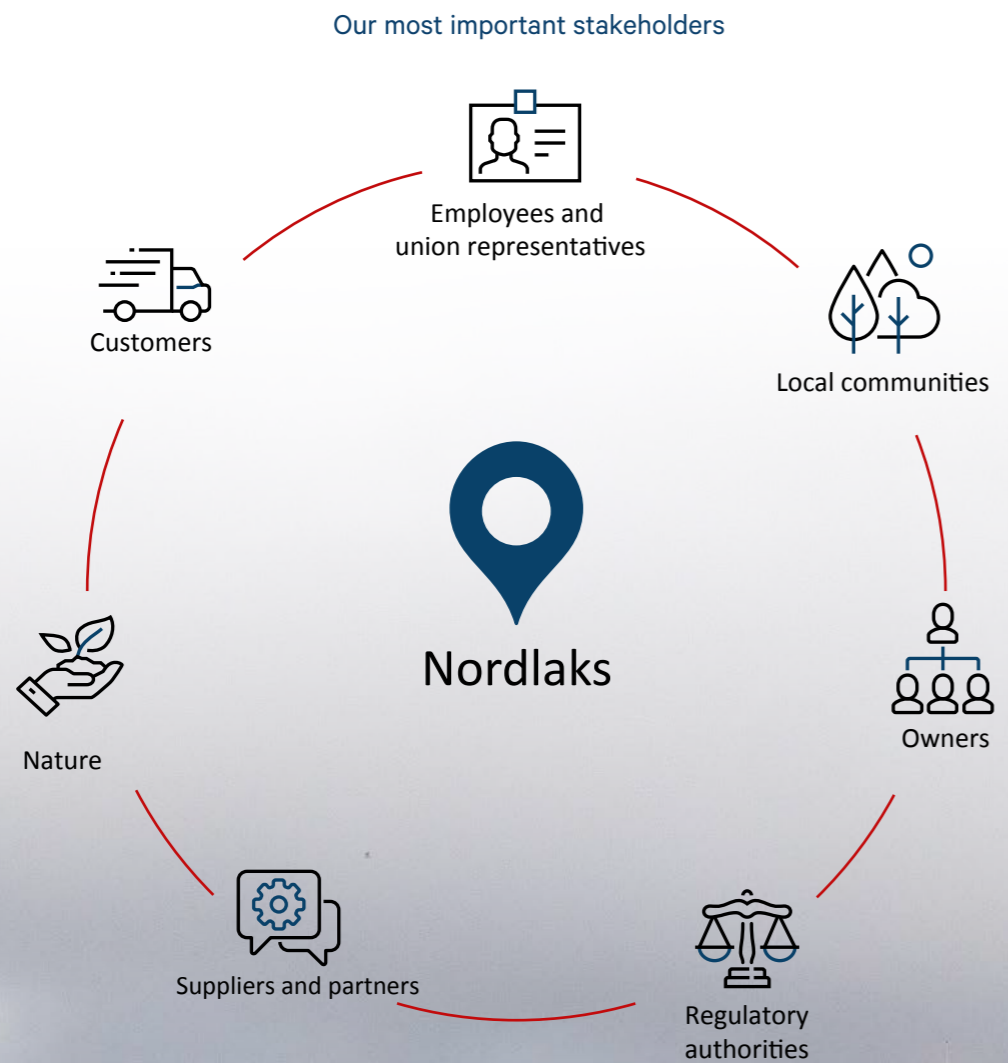 Our most important stakeholders
Employees and
union representatives
Customers
Local communities
Nordlaks
Nature
Owners
Suppliers and partners
Regulatory
authorities